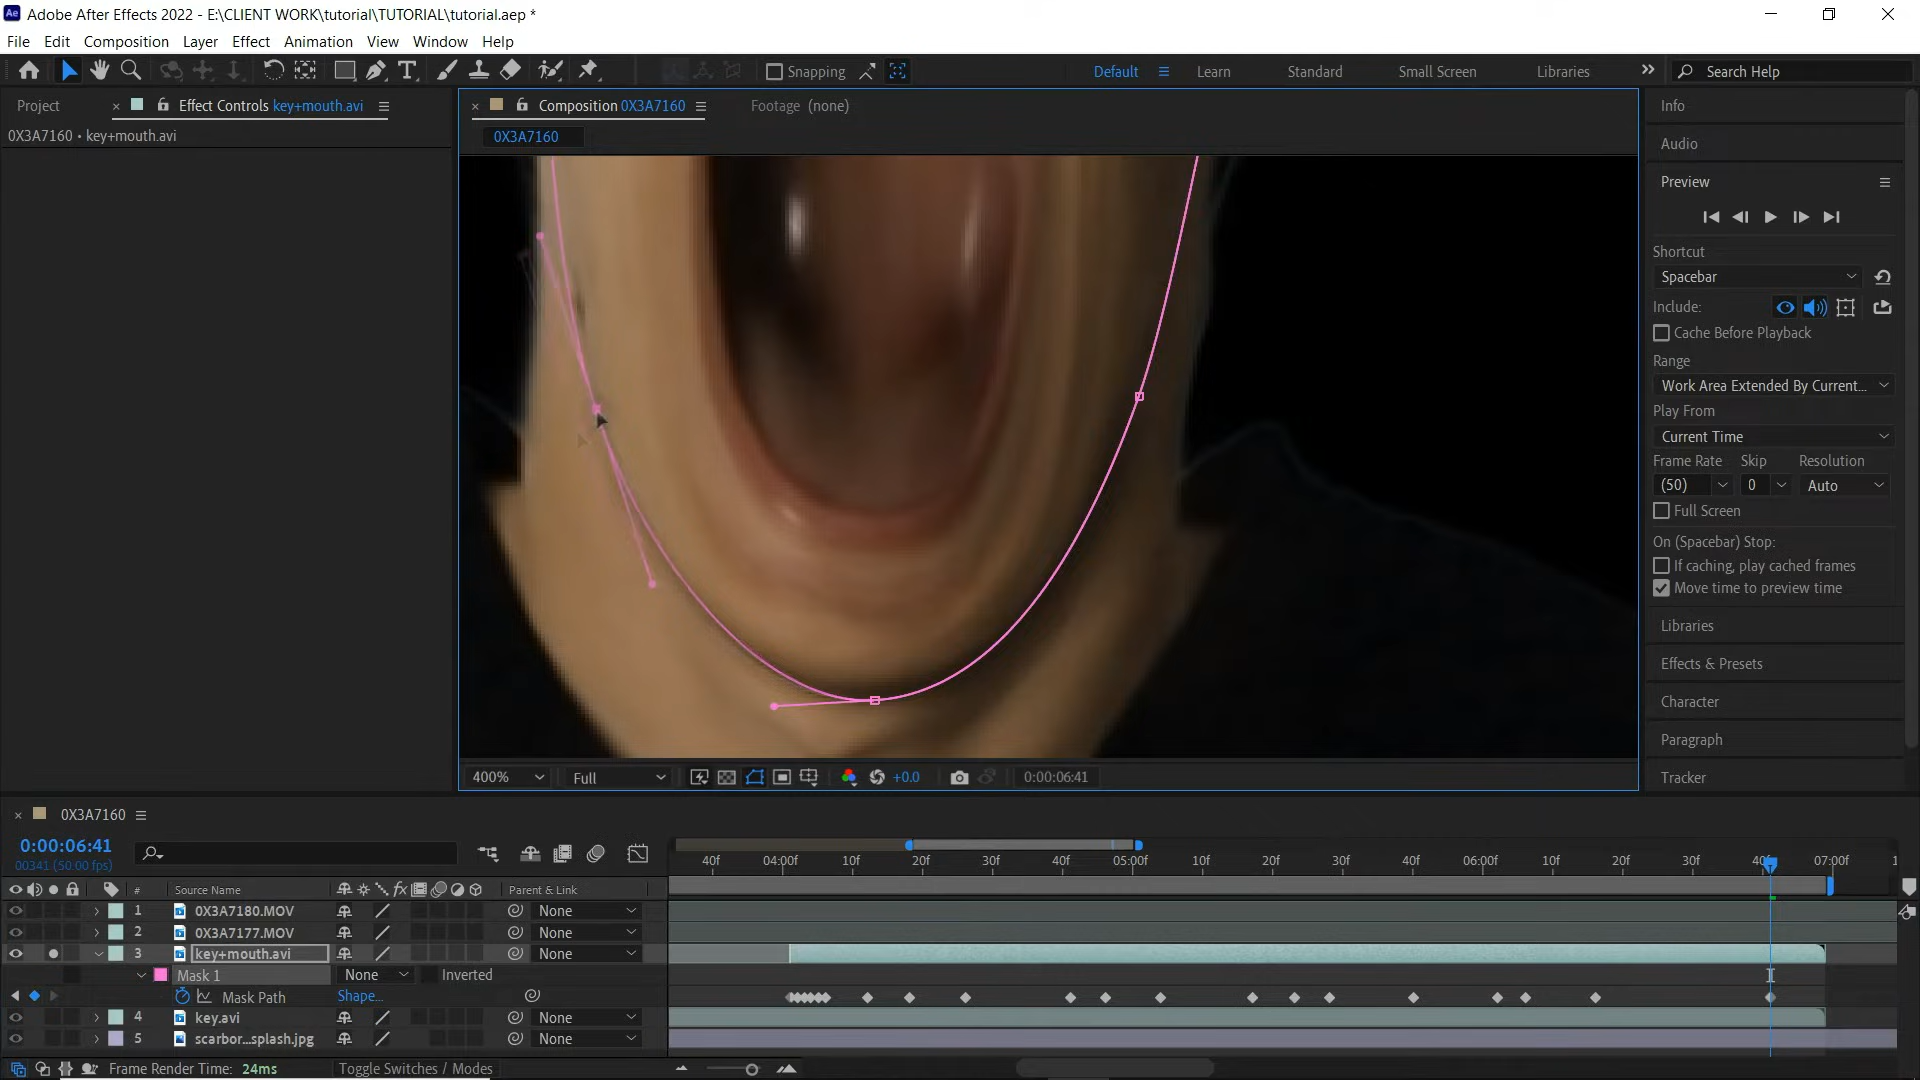 Adobe After Effects 2022 - E:\CLIENT WORK\tutorial\TUTORIAL\tutorial.aep *
File Edit Composition Layer Effect Animation View Window Help
Snapping Default Learn Standard Small Screen Libraries Search Help
Project Effect Controls key+mouth.avi Composition 0X3A7160 Footage (none)
0X3A7160 • key+mouth.avi
0X3A7160
Info
Audio
Preview
Shortcut
Spacebar
Include:
Cache Before Playback
Range
Work Area Extended By Current...
Play From
Current Time
Frame Rate Skip Resolution
(50) 0 Auto
Full Screen
On (Spacebar) Stop:
If caching, play cached frames
Move time to preview time
Libraries
Effects & Presets
Character
Paragraph
Tracker
400% Full +0.0 0:00:06:41
0X3A7160
0:00:06:41
00341 (50.00 fps)
40f 04:00f 10f 20f 30f 40f 05:00f 10f 20f 30f 40f 06:00f 10f 20f 30f 40f 07:00f 1
# Source Name Parent & Link
1 0X3A7180.MOV None
2 0X3A7177.MOV None
3 key+mouth.avi None
Mask 1 None Inverted
Mask Path Shape...
4 key.avi None
5 scarbor...splash.jpg None
Frame Render Time: 24ms Toggle Switches / Modes